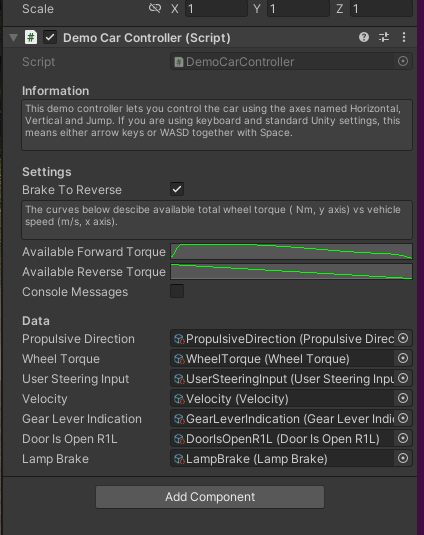 Scale X 1 Y 1 Z 1
# Demo Car Controller (Script)
Script # DemoCarController
Information
This demo controller lets you control the car using the axes named Horizontal,
Vertical and Jump. If you are using keyboard and standard Unity settings, this
means either arrow keys or WASD together with Space.
Settings
Brake To Reverse
The curves below descibe available total wheel torque ( Nm, y axis) vs vehicle
speed (m/s, x axis).
Available Forward Torque
Available Reverse Torque
Console Messages
Data
Propulsive Direction PropulsiveDirection (Propulsive Direc
Wheel Torque WheelTorque (Wheel Torque)
User Steering Input UserSteeringInput (User Steering Inpu
Velocity Velocity (Velocity)
Gear Lever Indication GearLeverIndication (Gear Lever Indic
Door Is Open R1L DoorIsOpenR1L (Door Is Open R1L)
Lamp Brake LampBrake (Lamp Brake)
Add Component